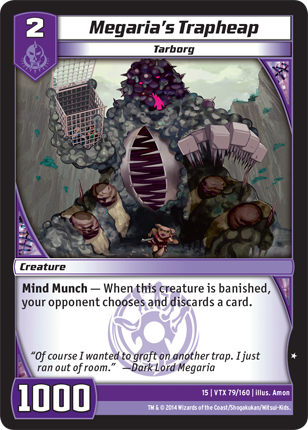 2
Megaria's Trapheap
Tarborg
Creature
Mind Munch — When this creature is banished,
your opponent chooses and discards a card.
"Of course I wanted to graft on another trap. I just
ran out of room." —Dark Lord Megaria
1000
15 | VTX 79/160 | illus. Amon
TM & © 2014 Wizards of the Coast/Shogakukan/Mitsui-Kids.